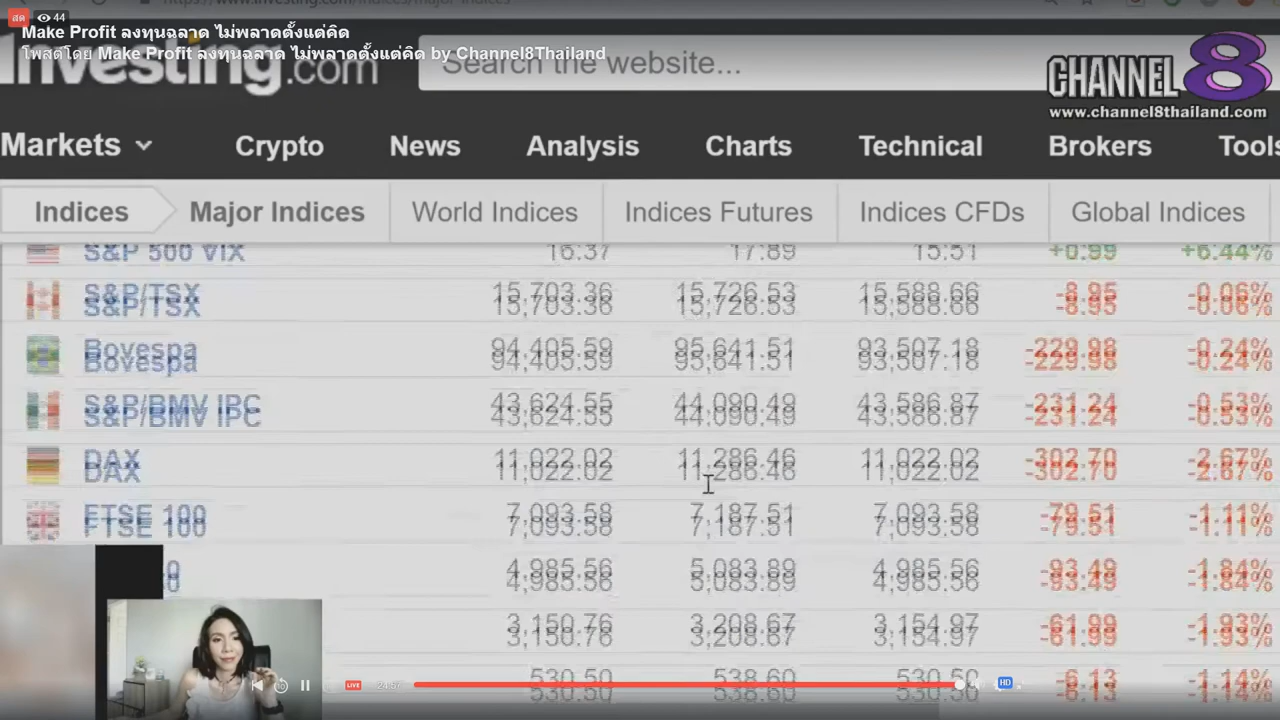 สด 44
Make Profit ลงทุนฉลาด ไม่พลาดตั้งแต่คิด
โพสต์โดย Make Profit ลงทุนฉลาด ไม่พลาดตั้งแต่คิด by Channel8Thailand
Investing.com Search the website...
CHANNEL 8
www.channel8thailand.com
Markets Crypto News Analysis Charts Technical Brokers Tools
Indices Major Indices World Indices Indices Futures Indices CFDs Global Indices
S&P 500 VIX 16.37 17.89 15.51 +0.99 +6.44%
S&P/TSX 15,703.36 15,726.53 15,588.66 -8.95 -0.06%
Bovespa 94,405.59 95,641.51 93,507.18 -229.98 -0.24%
S&P/BMV IPC 43,624.55 44,090.49 43,586.87 -231.24 -0.53%
DAX 11,022.02 11,286.46 11,022.02 -302.70 -2.67%
FTSE 100 7,093.58 7,187.51 7,093.58 -79.51 -1.11%
4,985.56 5,083.89 4,985.56 -93.49 -1.84%
3,150.76 3,208.67 3,154.97 -61.99 -1.93%
530.50 538.60 530.50 -6.13 -1.14%
LIVE HD